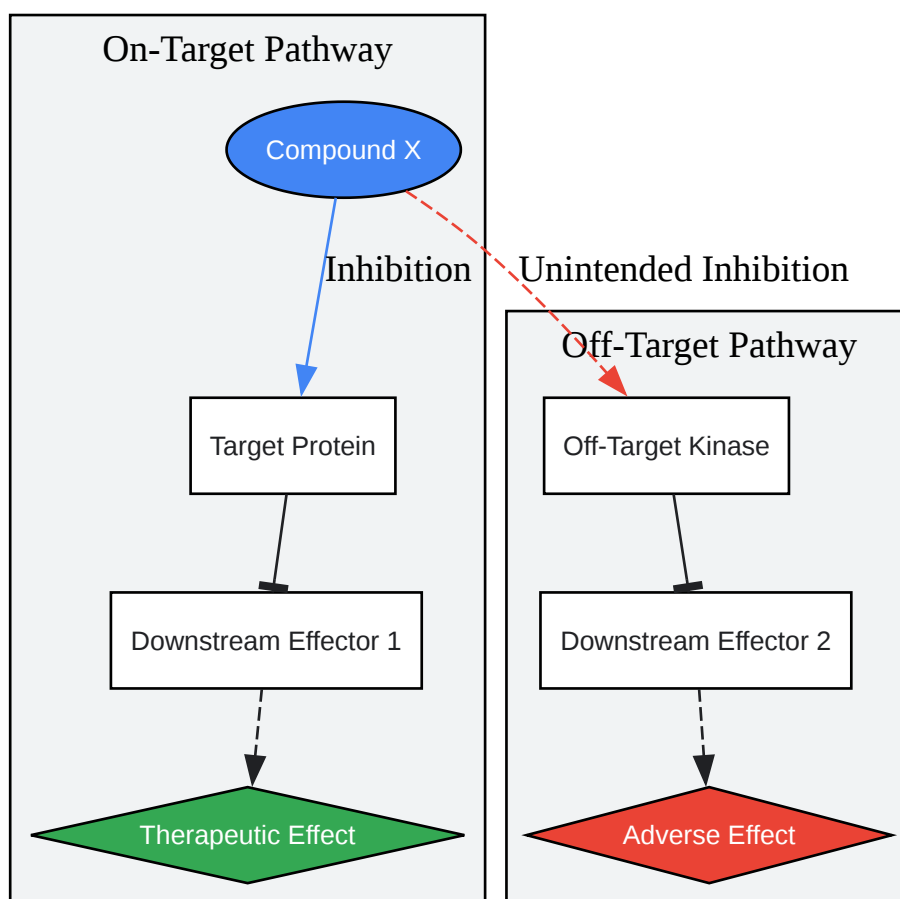 On-Target Pathway
Compound X
Inhibition
Unintended Inhibition
Off-Target Pathway
Target Protein
Off-Target Kinase
Downstream Effector 1
Downstream Effector 2
Therapeutic Effect
Adverse Effect